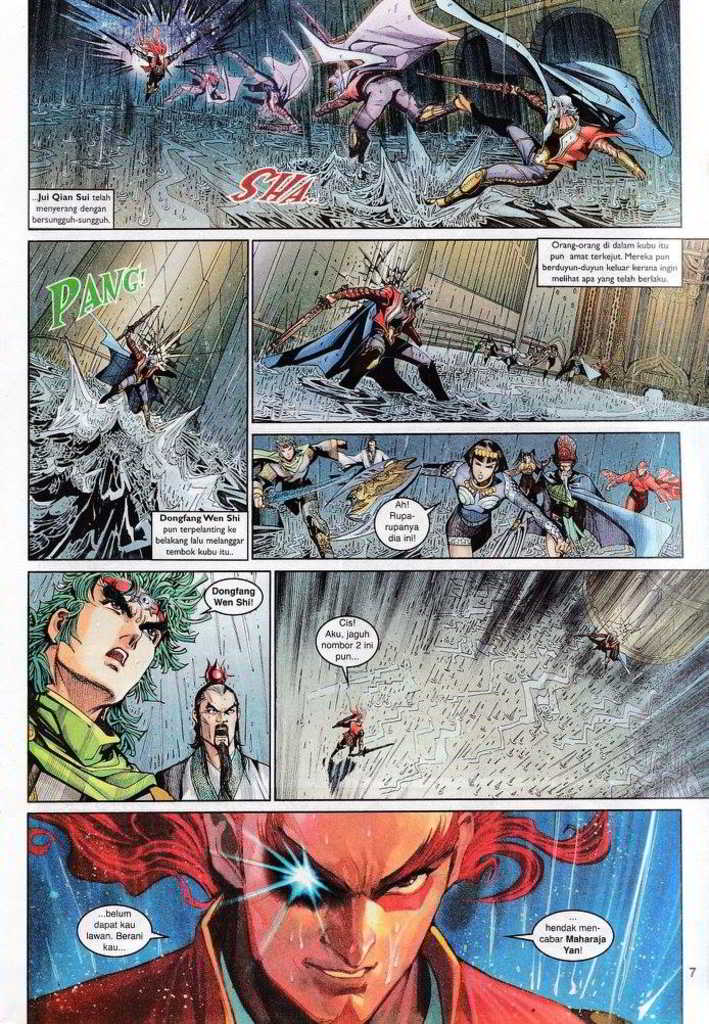 SHA..
...Jui Qian Sui telah
menyerang dengan
bersungguh-sungguh.
PANG!
Orang-orang di dalam kubu itu
pun amat terkejut. Mereka pun
berduyun-duyun keluar kerana ingin
melihat apa yang telah berlaku.
Dongfang Wen Shi
pun terpelanting ke
belakang lalu melanggar
tembok kubu itu..
Ah!
Rupa-
rupanya
dia ini!
Dongfang
Wen Shi!
Cis!
Aku, jaguh
nombor 2 ini
pun...
...belum
dapat kau
lawan. Berani
kau...
...
hendak men-
cabar Maharaja
Yan!
7